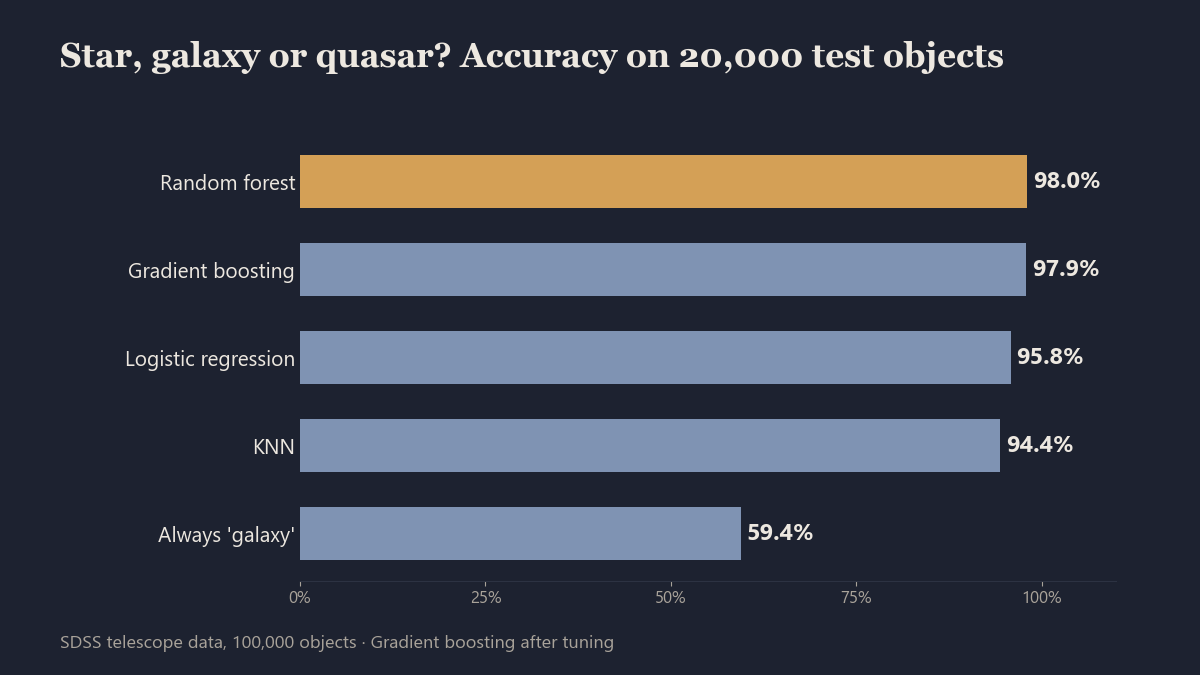 Star, galaxy or quasar? Accuracy on 20,000 test objects
Random forest 98.0%
Gradient boosting 97.9%
Logistic regression 95.8%
KNN 94.4%
Always 'galaxy' 59.4%
0% 25% 50% 75% 100%
SDSS telescope data, 100,000 objects · Gradient boosting after tuning